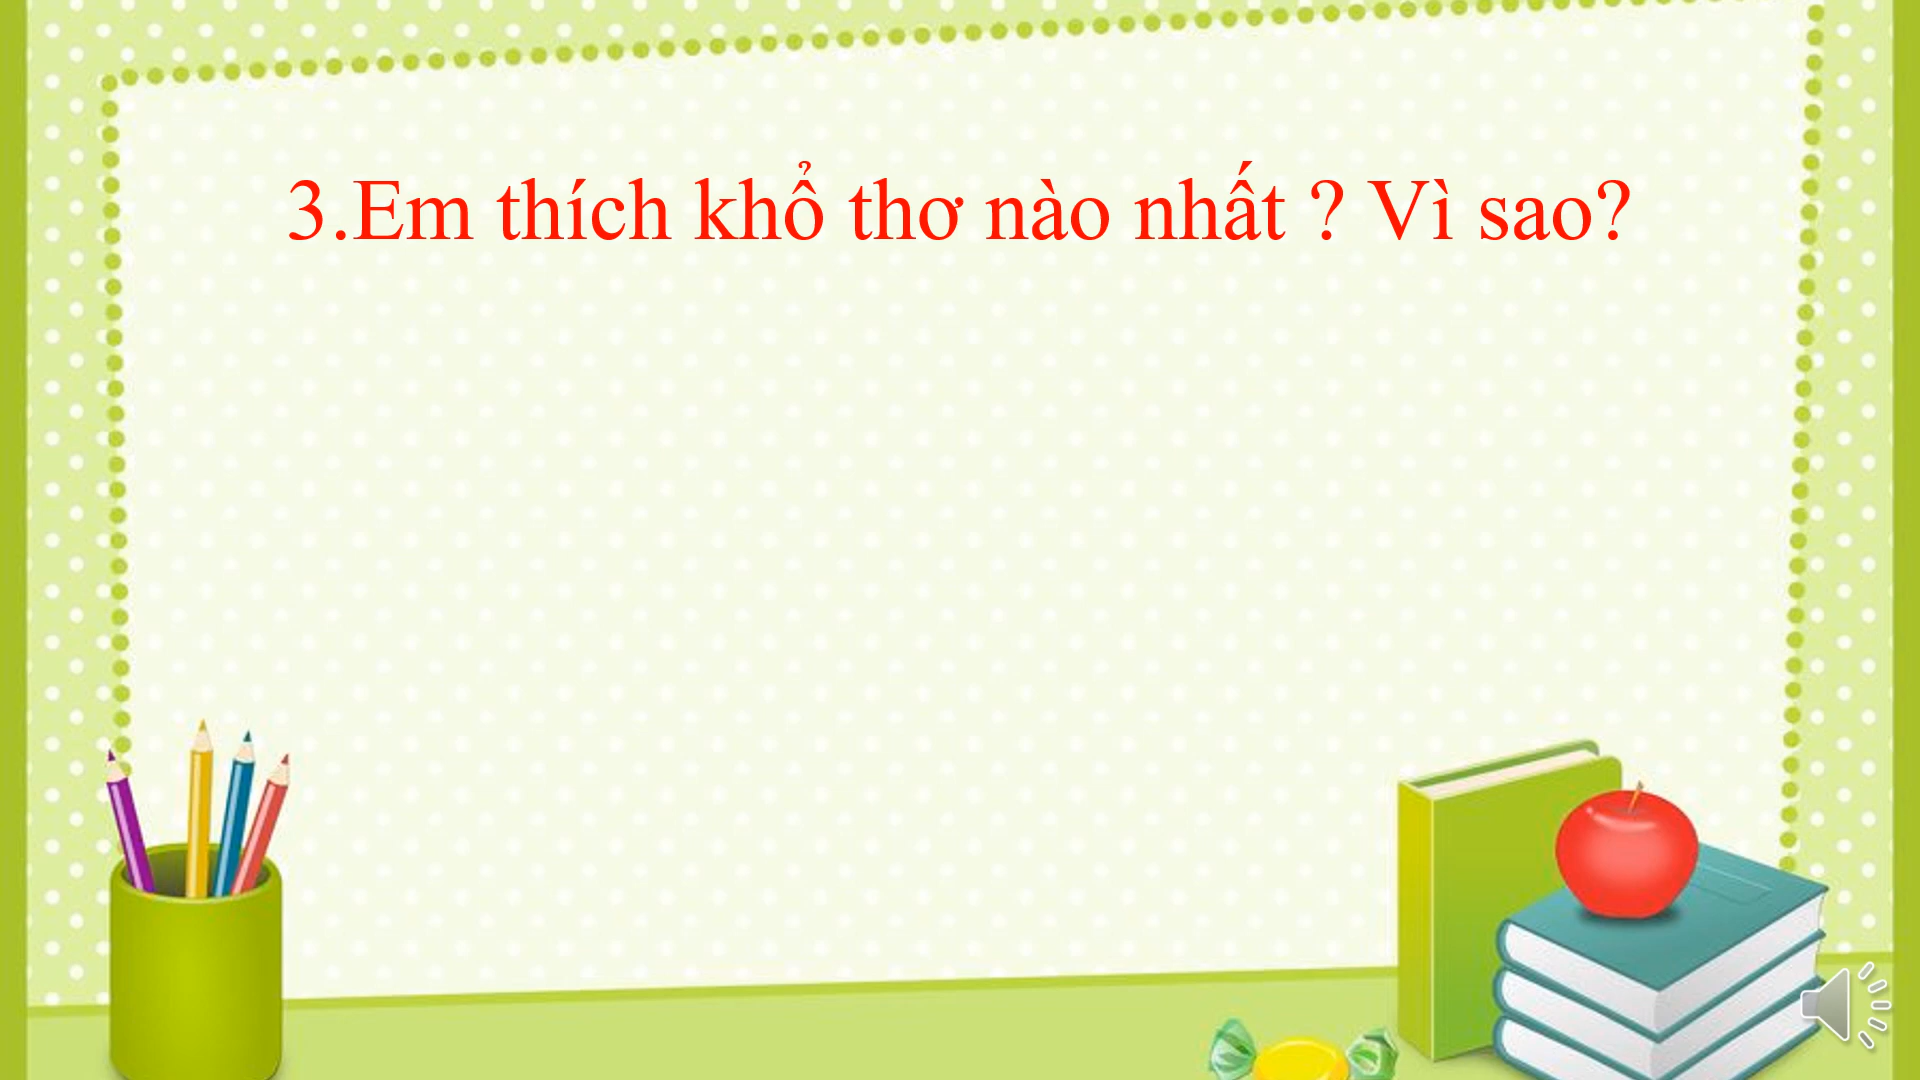 3.Em thích khổ thơ nào nhất ? Vì sao?